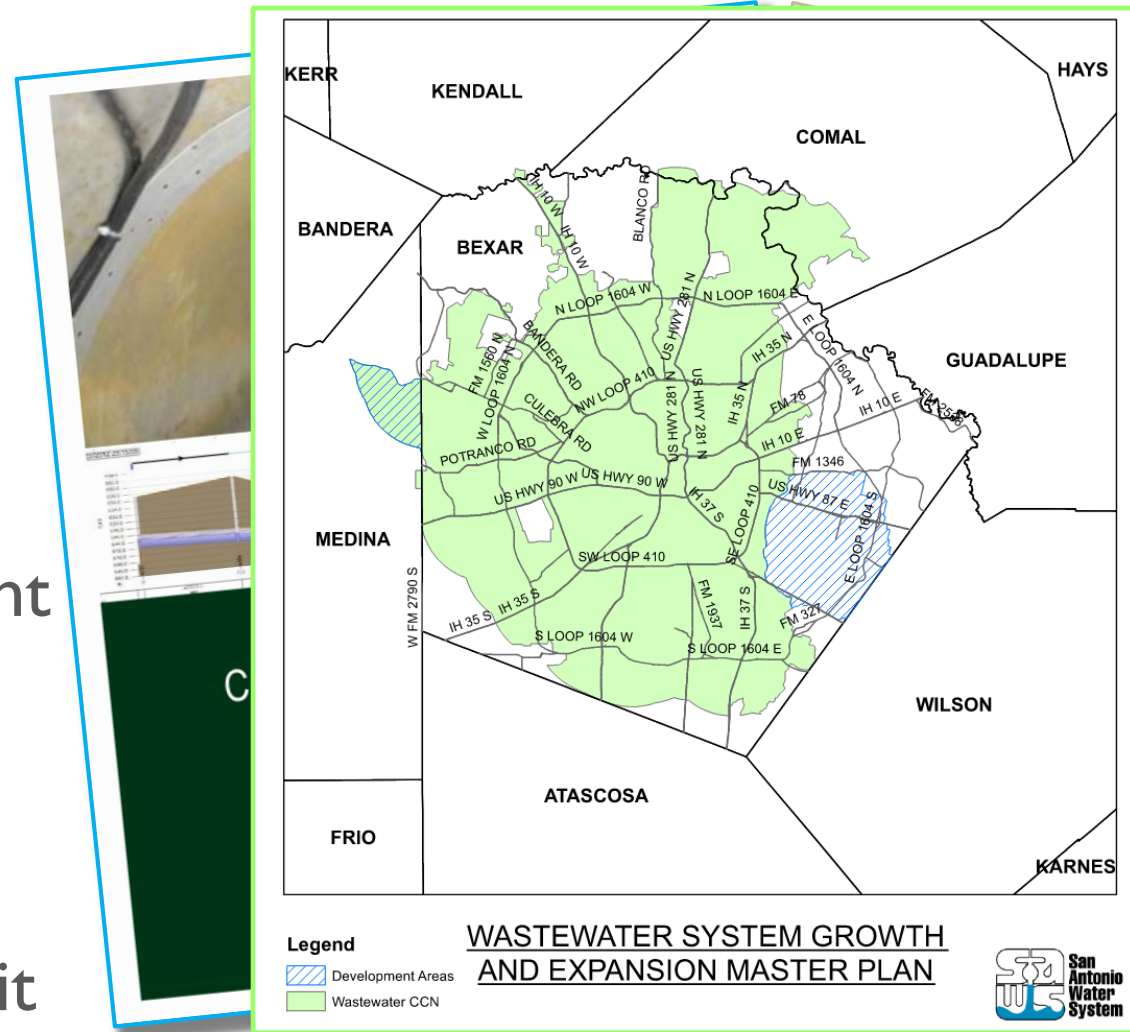 KERR
KENDALL
HAYS
COMAL
BANDERA
BEXAR
IH 10 W
IH 10 W
BLANCO RD
N LOOP 1604 W
US HWY 281 N
N LOOP 1604 E
E LOOP 1604 N
GUADALUPE
FM 1560 N
W LOOP 1604 N
BANDERA RD
NW LOOP 410
IH 35 N
IH 35 N
FM 78
IH 10 E
CULEBRA RD
US HWY 281 N
US HWY 281 N
POTRANCO RD
IH 10 E
FM 1346
US HWY 90 W
US HWY 90 W
IH 37 S
US HWY 87 E
SE LOOP 410
E LOOP 1604 S
MEDINA
SW LOOP 410
W FM 2790 S
IH 35 S
IH 35 S
FM 1937
IH 37 S
FM 327
S LOOP 1604 W
S LOOP 1604 E
WILSON
ATASCOSA
FRIO
KARNES
nt
C
it
Legend
Development Areas
Wastewater CCN
WASTEWATER SYSTEM GROWTH
AND EXPANSION MASTER PLAN
San
Antonio
Water
System